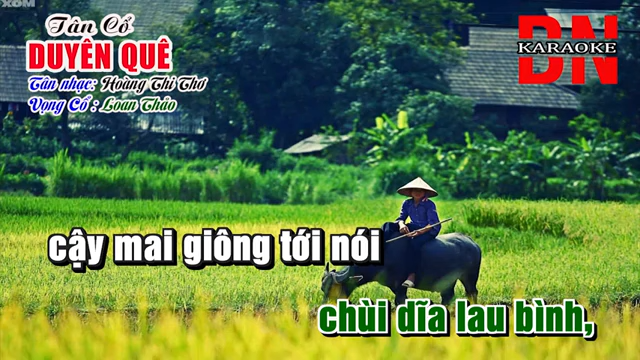 XDM
Tân Cổ
DUYÊN QUÊ
Tân nhạc: Hoàng Thi Thơ
Vọng Cổ : Loan Thảo
DN
KARAOKE
cậy mai giông tới nói
chùi dĩa lau bình,